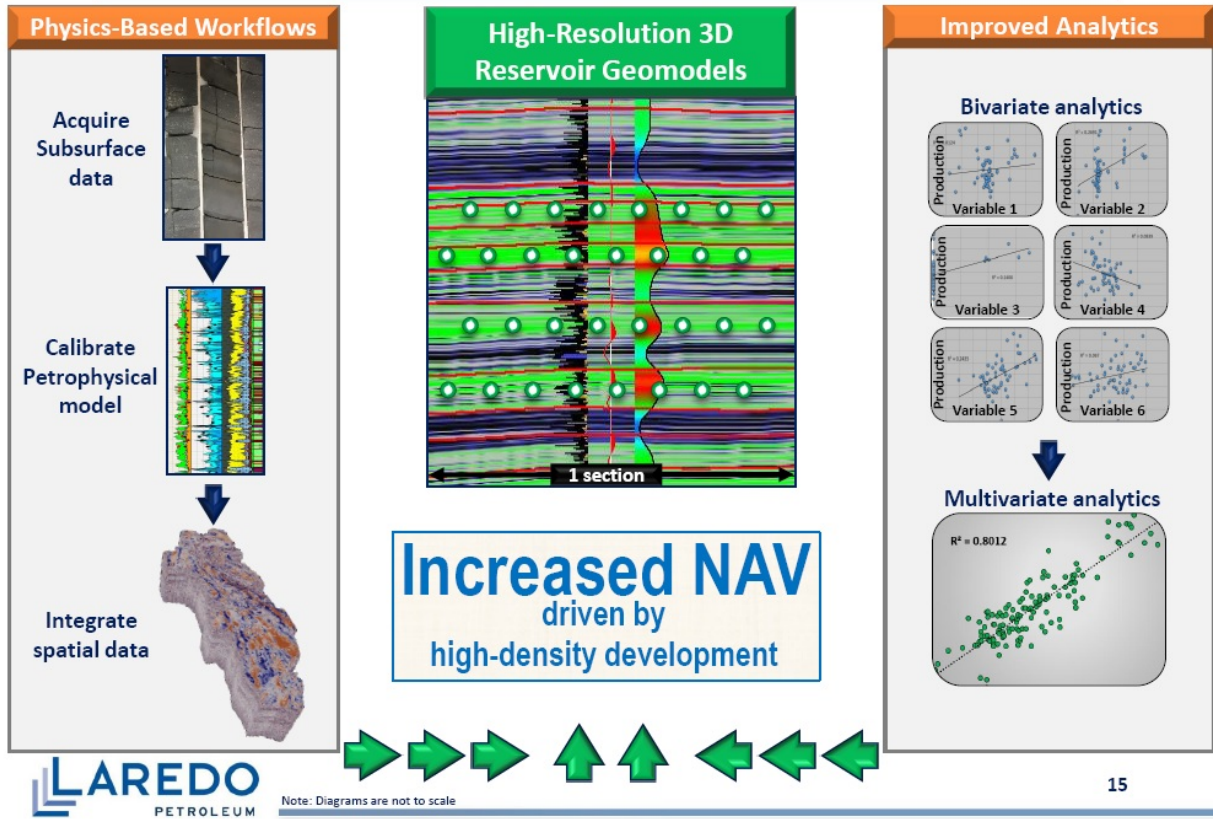 Physics-Based Workflows
Acquire
Subsurface
data
Calibrate
Petrophysical
model
Integrate
spatial data
High-Resolution 3D
Reservoir Geomodels
1 section
Increased NAV
driven by
high-density development
Improved Analytics
Bivariate analytics
Production
Variable 1
Production
Variable 2
Production
Variable 3
Production
Variable 4
Production
Variable 5
Production
Variable 6
Multivariate analytics
R² = 0.8012
LAREDO
PETROLEUM
Note: Diagrams are not to scale
15